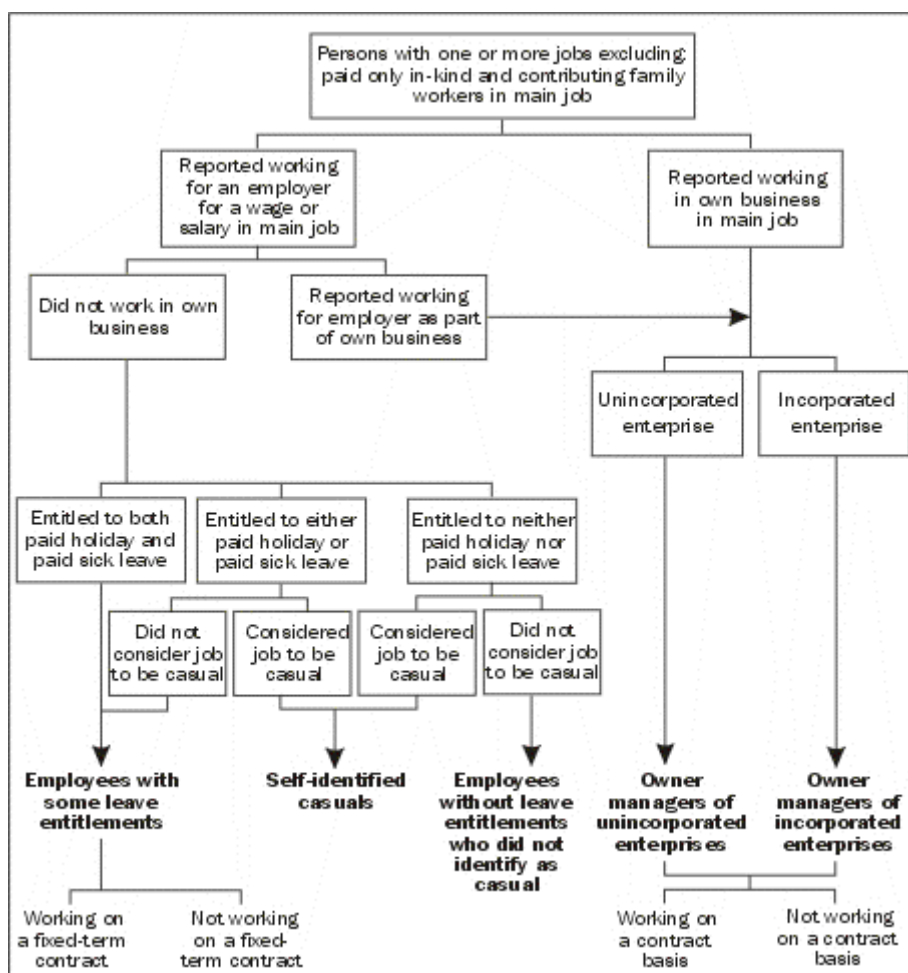 Persons with one or more jobs excluding:
paid only in-kind and contributing family
workers in main job
Reported working
for an employer
for a wage or
salary in main job
Reported working
in own business
in main job
Did not work in own
business
Reported working
for employer as part
of own business
Unincorporated
enterprise
Incorporated
enterprise
Entitled to both
paid holiday and
paid sick leave
Entitled to either
paid holiday or
paid sick leave
Entitled to neither
paid holiday nor
paid sick leave
Did not
consider job
to be casual
Considered
job to be
casual
Considered
job to be
casual
Did not
consider job
to be casual
Employees with
some leave
entitlements
Self-identified
casuals
Employees
without leave
entitlements
who did not
identify as
casual
Owner
managers of
unincorporated
enterprises
Owner
managers of
incorporated
enterprises
Working on
a fixed-term
contract
Not working
on a fixed-
term contract
Working on
a contract
basis
Not working
on a contract
basis